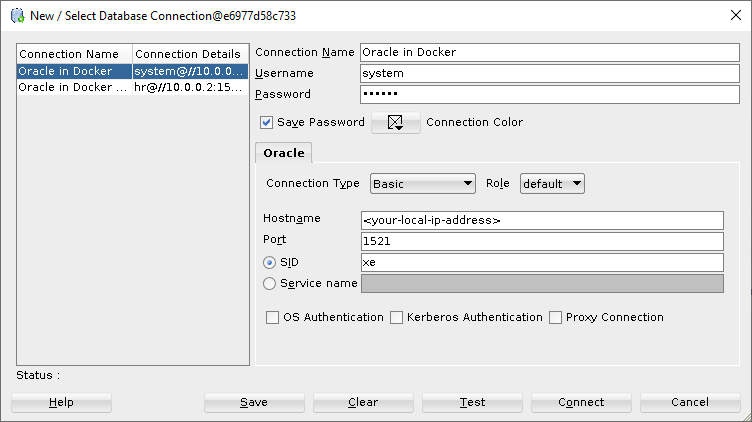 New / Select Database Connection@e6977d58c733
Connection Name Connection Details
Oracle in Docker system@//10.0.0...
Oracle in Docker ... hr@//10.0.0.2:15...
Connection Name Oracle in Docker
Username system
Password ••••••
Save Password Connection Color
Oracle
Connection Type Basic Role default
Hostname <your-local-ip-address>
Port 1521
SID xe
Service name
OS Authentication Kerberos Authentication Proxy Connection
Status :
Help Save Clear Test Connect Cancel